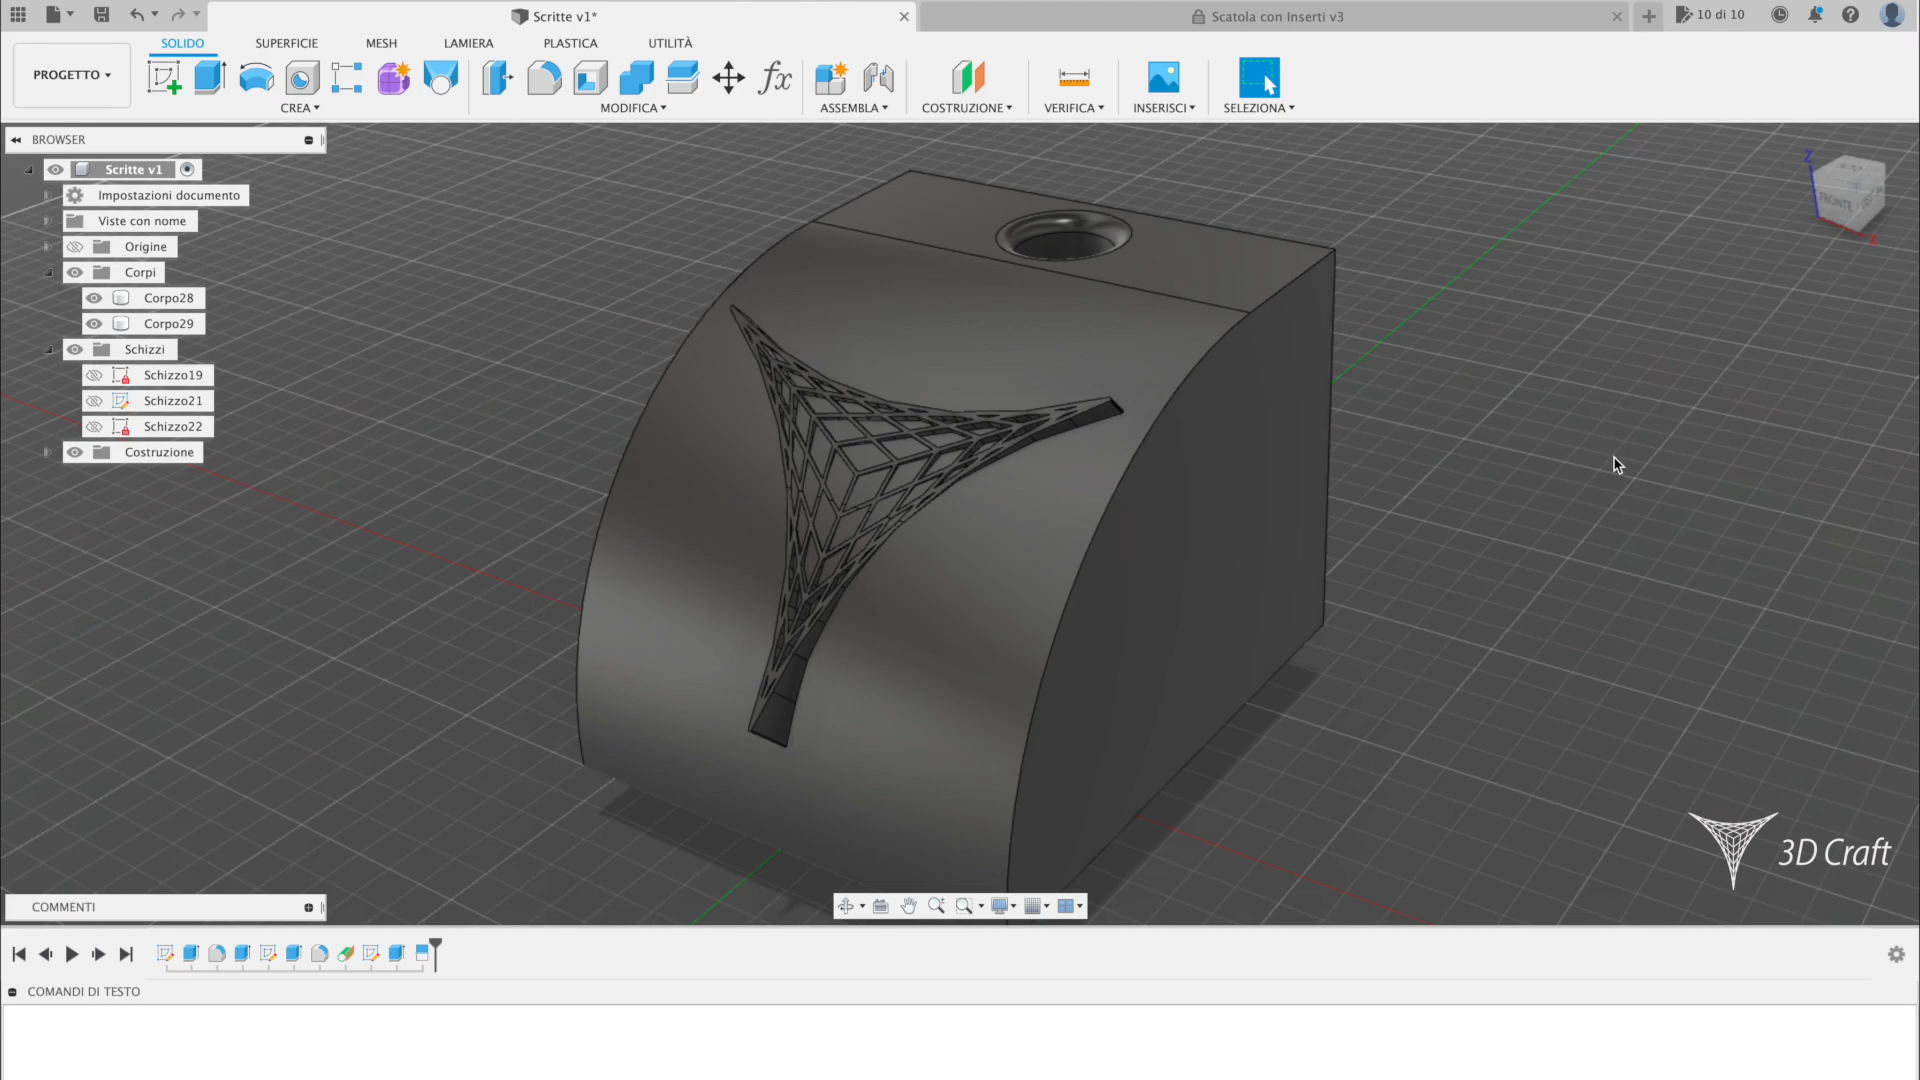 Scritte v1*
Scatola con Inserti v3
10 di 10
PROGETTO
SOLIDO
SUPERFICIE
MESH
LAMIERA
PLASTICA
UTILITÀ
CREA
MODIFICA
ASSEMBLA
COSTRUZIONE
VERIFICA
INSERISCI
SELEZIONA
BROWSER
Scritte v1
Impostazioni documento
Viste con nome
Origine
Corpi
Corpo28
Corpo29
Schizzi
Schizzo19
Schizzo21
Schizzo22
Costruzione
Z
FRONTE
X
3D Craft
COMMENTI
COMANDI DI TESTO